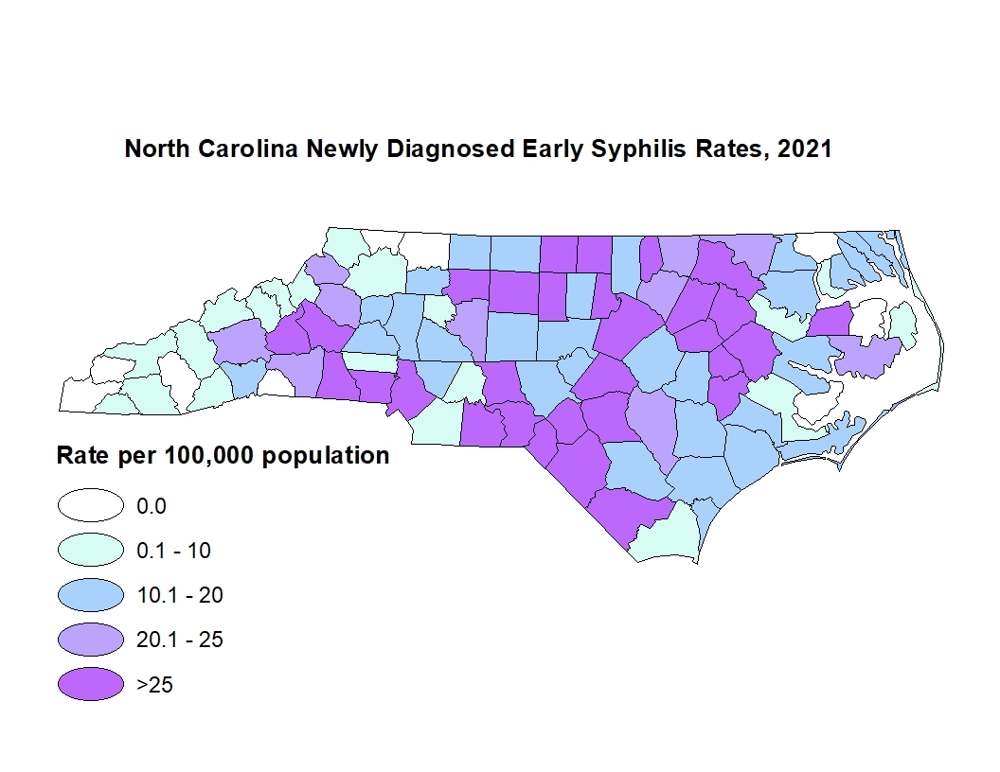 North Carolina Newly Diagnosed Early Syphilis Rates, 2021
Rate per 100,000 population
0.0
0.1 - 10
10.1 - 20
20.1 - 25
>25